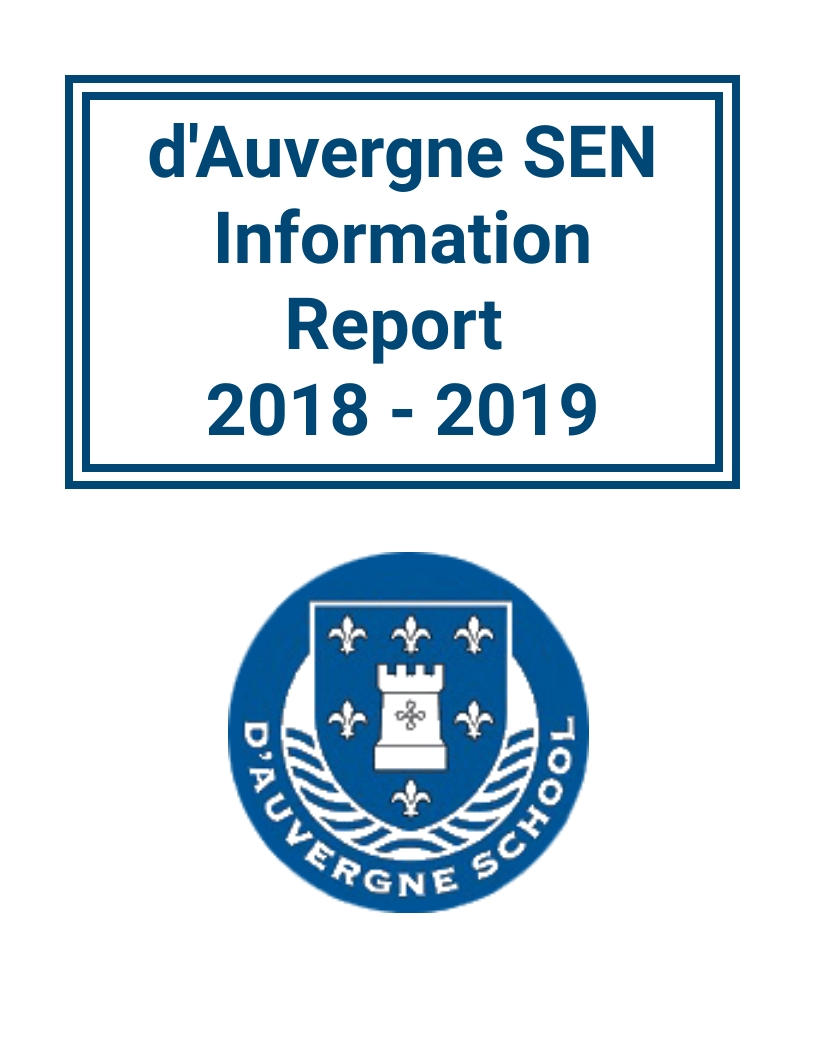 d'Auvergne SEN
Information
Report
2018 - 2019
D'AUVERGNE SCHOOL